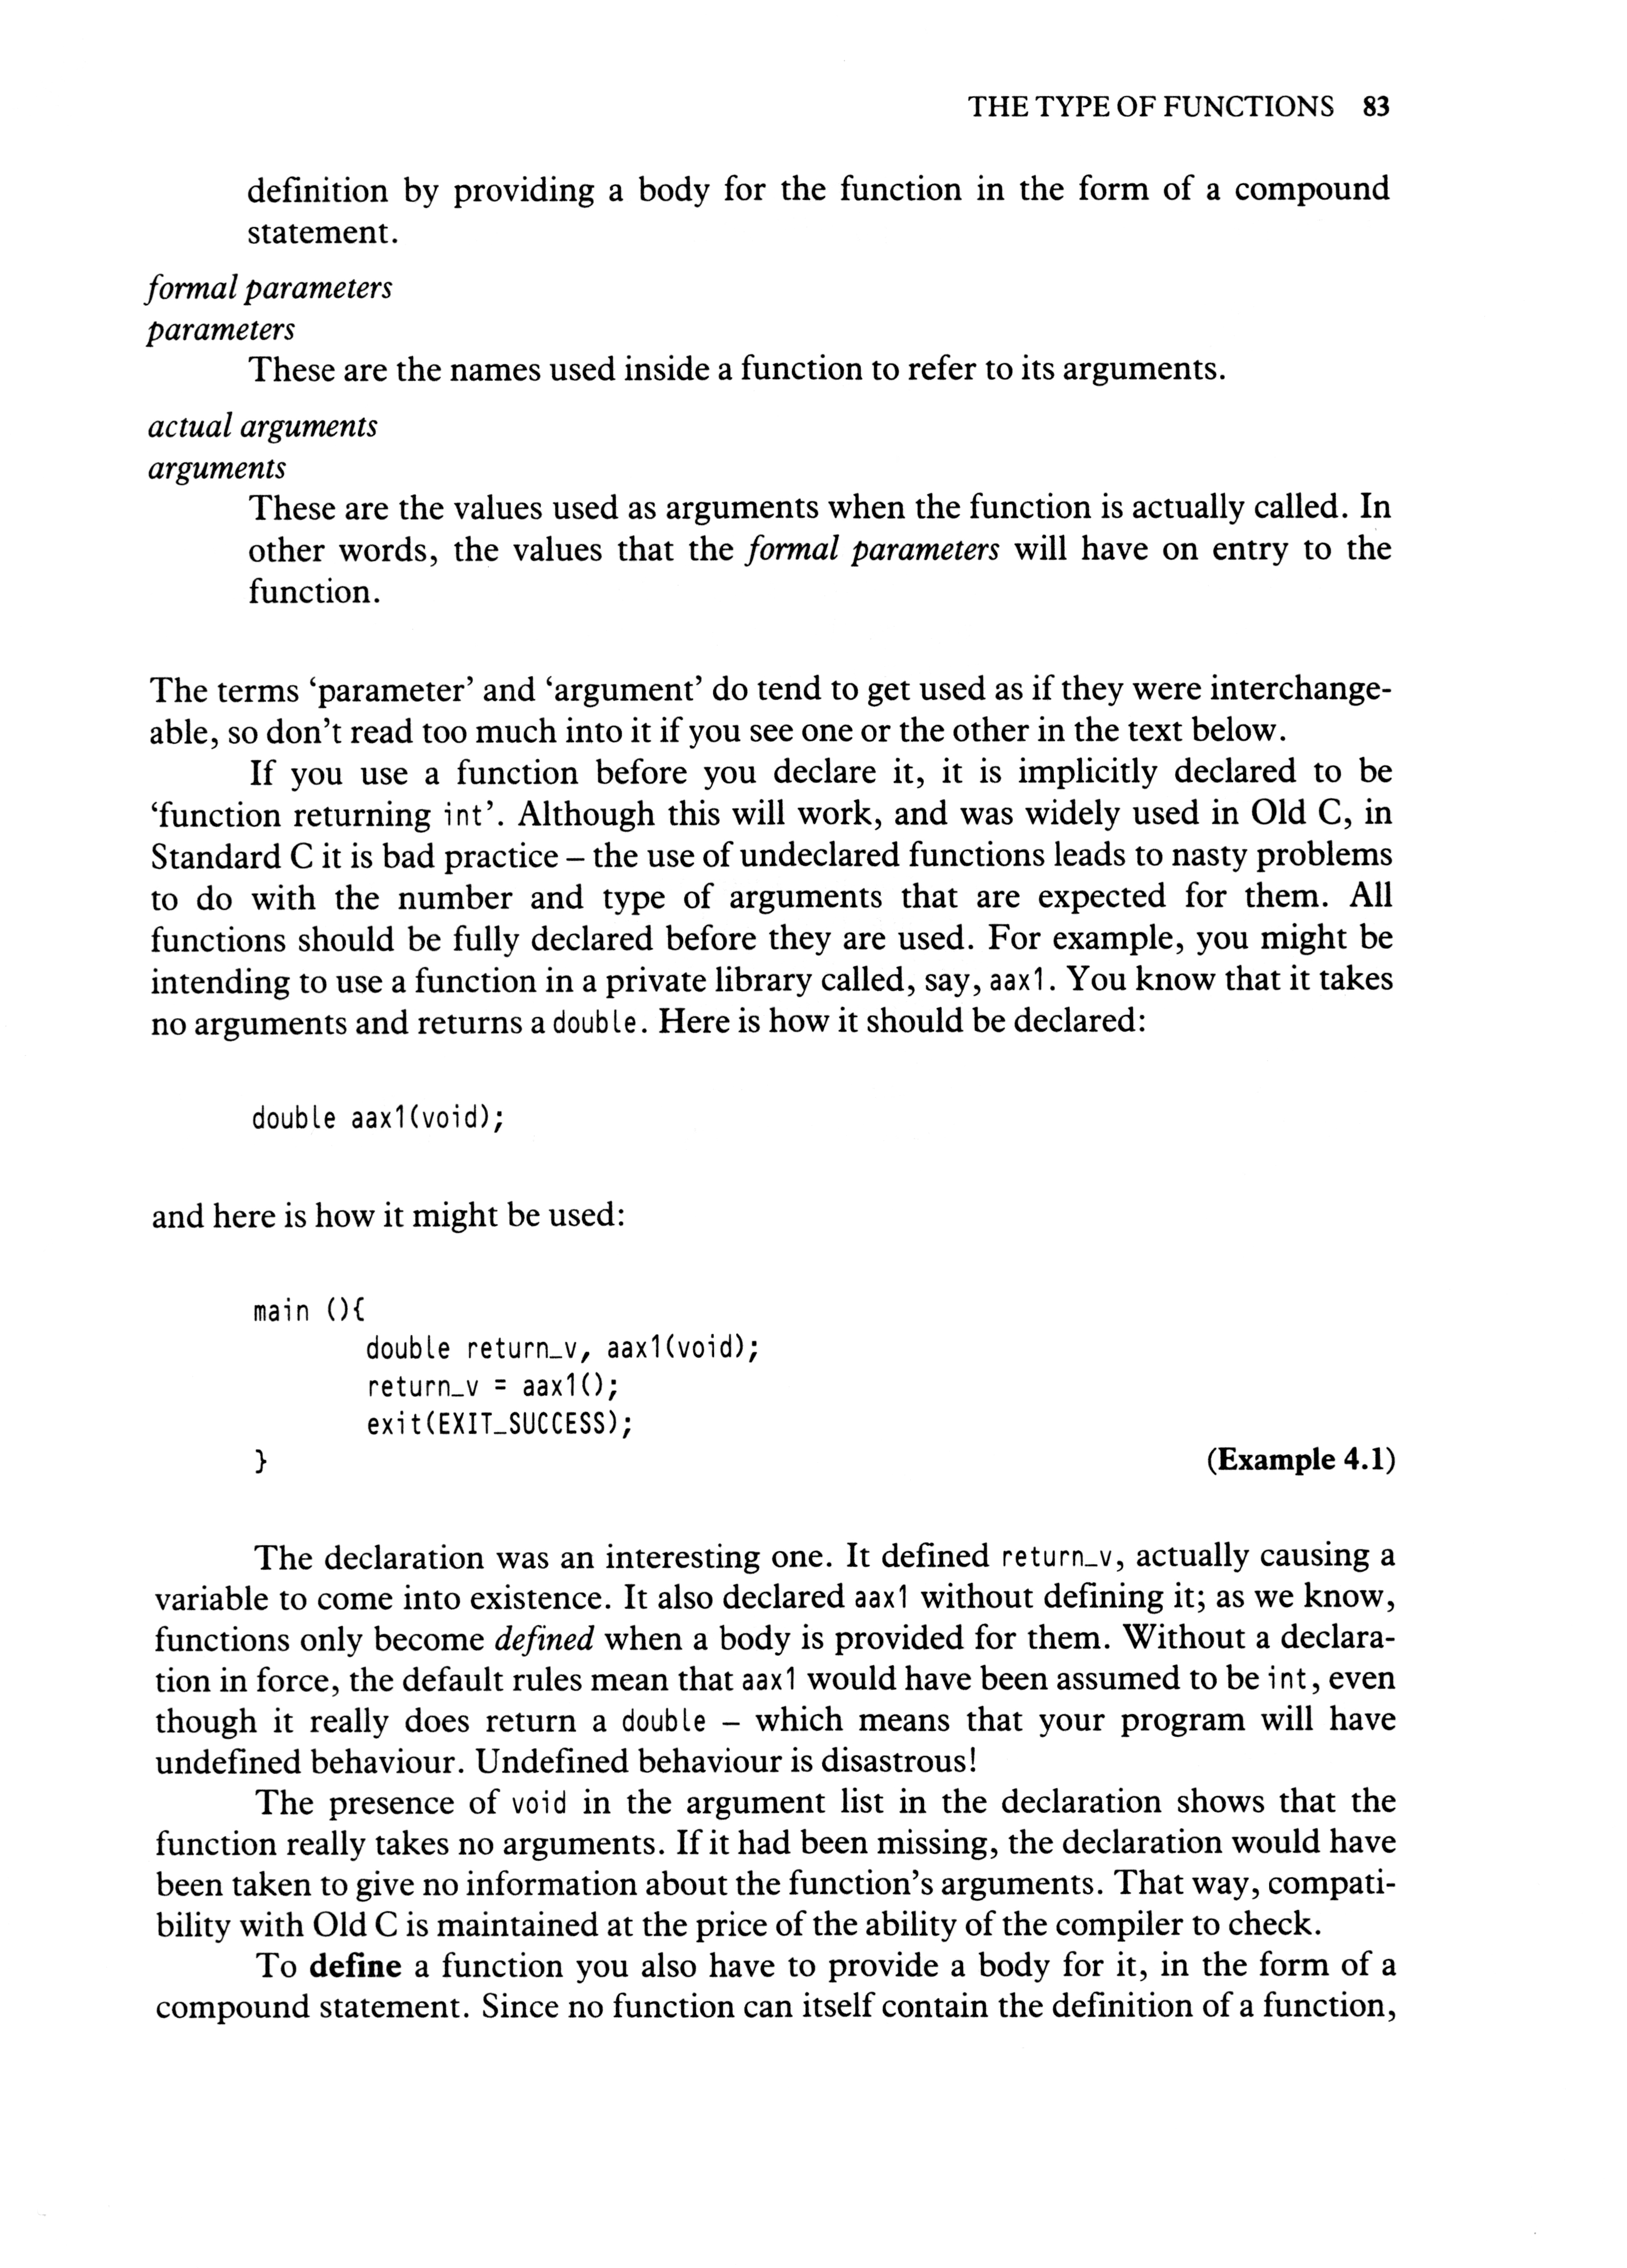 THE TYPE OF FUNCTIONS 83
definition by providing a body for the function in the form of a compound
statement.
formal parameters
parameters
These are the names used inside a function to refer to its arguments.
actual arguments
arguments
These are the values used as arguments when the function is actually called. In
other words, the values that the formal parameters will have on entry to the
function.
The terms ‘parameter’ and ‘argument’ do tend to get used as if they were interchange-
able, so don’t read too much into it if you see one or the other in the text below.
If you use a function before you declare it, it is implicitly declared to be
‘function returning int’. Although this will work, and was widely used in Old C, in
Standard C it is bad practice – the use of undeclared functions leads to nasty problems
to do with the number and type of arguments that are expected for them. All
functions should be fully declared before they are used. For example, you might be
intending to use a function in a private library called, say, aax1. You know that it takes
no arguments and returns a double. Here is how it should be declared:
double aax1(void);
and here is how it might be used:
main (){
double return_v, aax1(void);
return_v = aax1();
exit(EXIT_SUCCESS);
} (Example 4.1)
The declaration was an interesting one. It defined return_v, actually causing a
variable to come into existence. It also declared aax1 without defining it; as we know,
functions only become defined when a body is provided for them. Without a declara-
tion in force, the default rules mean that aax1 would have been assumed to be int, even
though it really does return a double – which means that your program will have
undefined behaviour. Undefined behaviour is disastrous!
The presence of void in the argument list in the declaration shows that the
function really takes no arguments. If it had been missing, the declaration would have
been taken to give no information about the function’s arguments. That way, compati-
bility with Old C is maintained at the price of the ability of the compiler to check.
To define a function you also have to provide a body for it, in the form of a
compound statement. Since no function can itself contain the definition of a function,